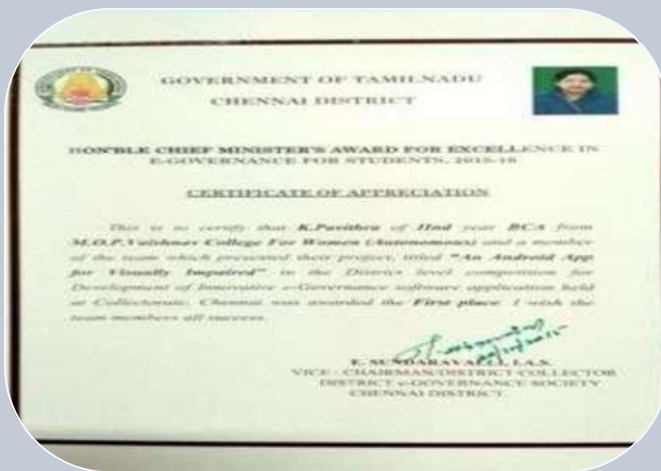 GOVERNMENT OF TAMILNADU
CHENNAI DISTRICT
HON'BLE CHIEF MINISTER'S AWARD FOR EXCELLENCE IN
E-GOVERNANCE FOR STUDENTS, 2015-16
CERTIFICATE OF APPRECIATION
This is to certify that K.Pavithra of IInd year BCA from
M.O.P.Vaishnav College For Women (Autonomous) and a member
of the team which presented their project, titled "An Android App
for Visually Impaired" in the District level competition for
Development of Innovative e-Governance software application held
at Collectorate, Chennai was awarded the First place. I wish the
team members all success.
E. SUNDARAVALLI, I.A.S.
VICE - CHAIRMAN/DISTRICT COLLECTOR
DISTRICT e-GOVERNANCE SOCIETY
CHENNAI DISTRICT